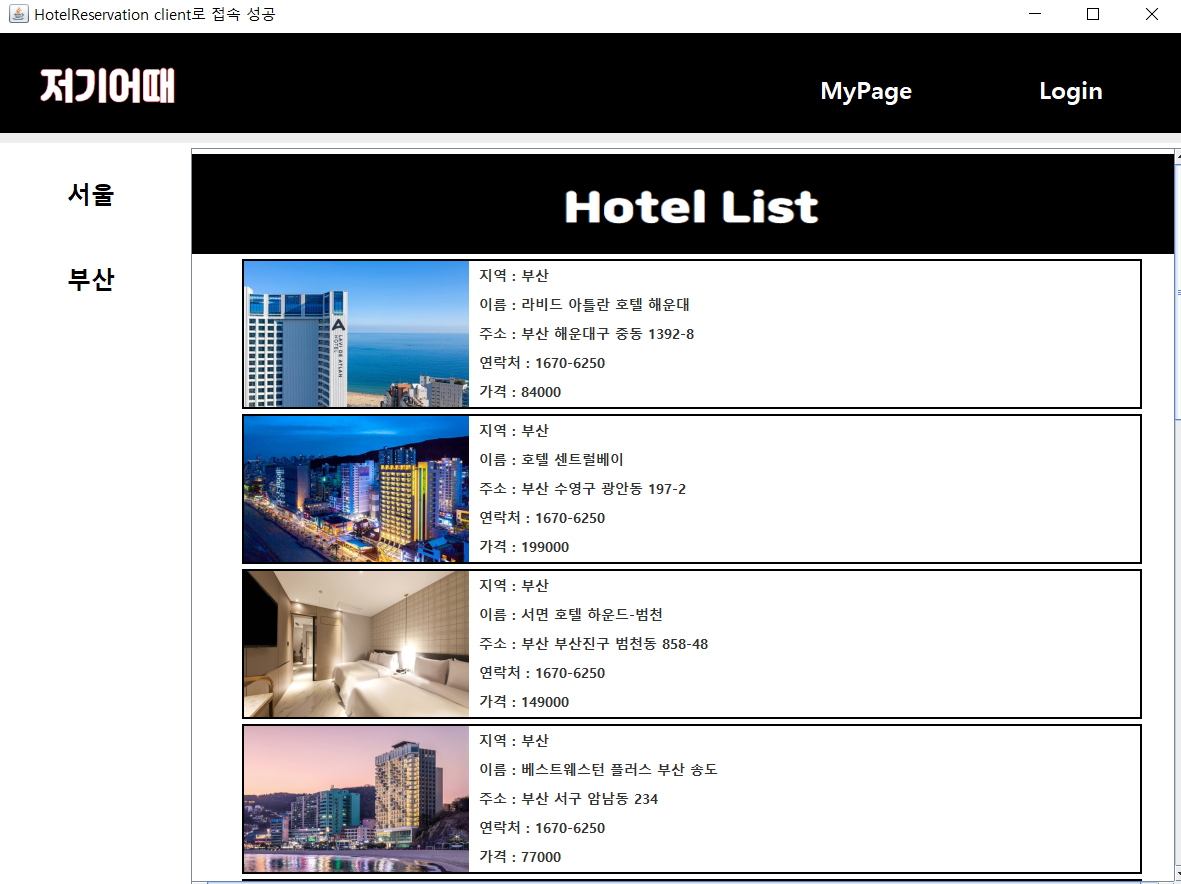 HotelReservation client로 접속 성공
저기어때
MyPage
Login
서울
부산
Hotel List
지역 : 부산
이름 : 라비드 아틀란 호텔 해운대
주소 : 부산 해운대구 중동 1392-8
연락처 : 1670-6250
가격 : 84000
A
LAVI DE ATLAN
HOTEL
지역 : 부산
이름 : 호텔 센트럴베이
주소 : 부산 수영구 광안동 197-2
연락처 : 1670-6250
가격 : 199000
지역 : 부산
이름 : 서면 호텔 하운드-범천
주소 : 부산 부산진구 범천동 858-48
연락처 : 1670-6250
가격 : 149000
지역 : 부산
이름 : 베스트웨스턴 플러스 부산 송도
주소 : 부산 서구 암남동 234
연락처 : 1670-6250
가격 : 77000